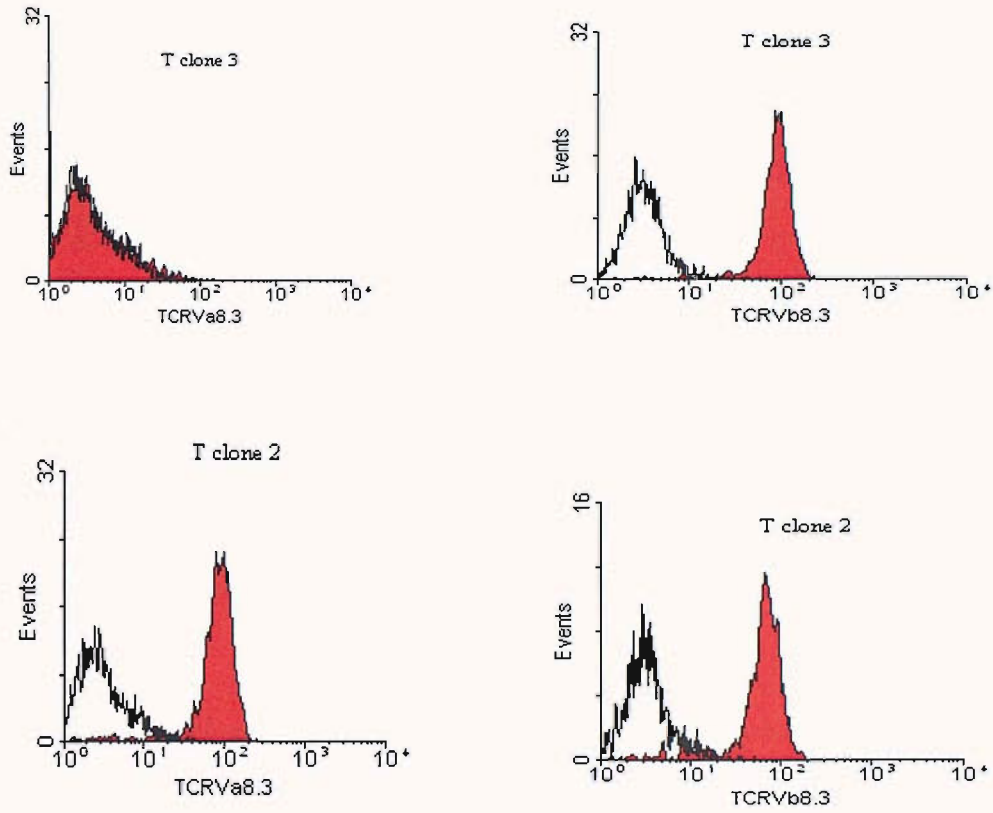 32
T clone 3
Events
0
10⁰ 10¹ 10² 10³ 10⁴
TCRVa8.3
32
T clone 3
Events
0
10⁰ 10¹ 10² 10³ 10⁴
TCRVb8.3
32
T clone 2
Events
0
10⁰ 10¹ 10² 10³ 10⁴
TCRVa8.3
16
T clone 2
Events
0
10⁰ 10¹ 10² 10³ 10⁴
TCRVb8.3